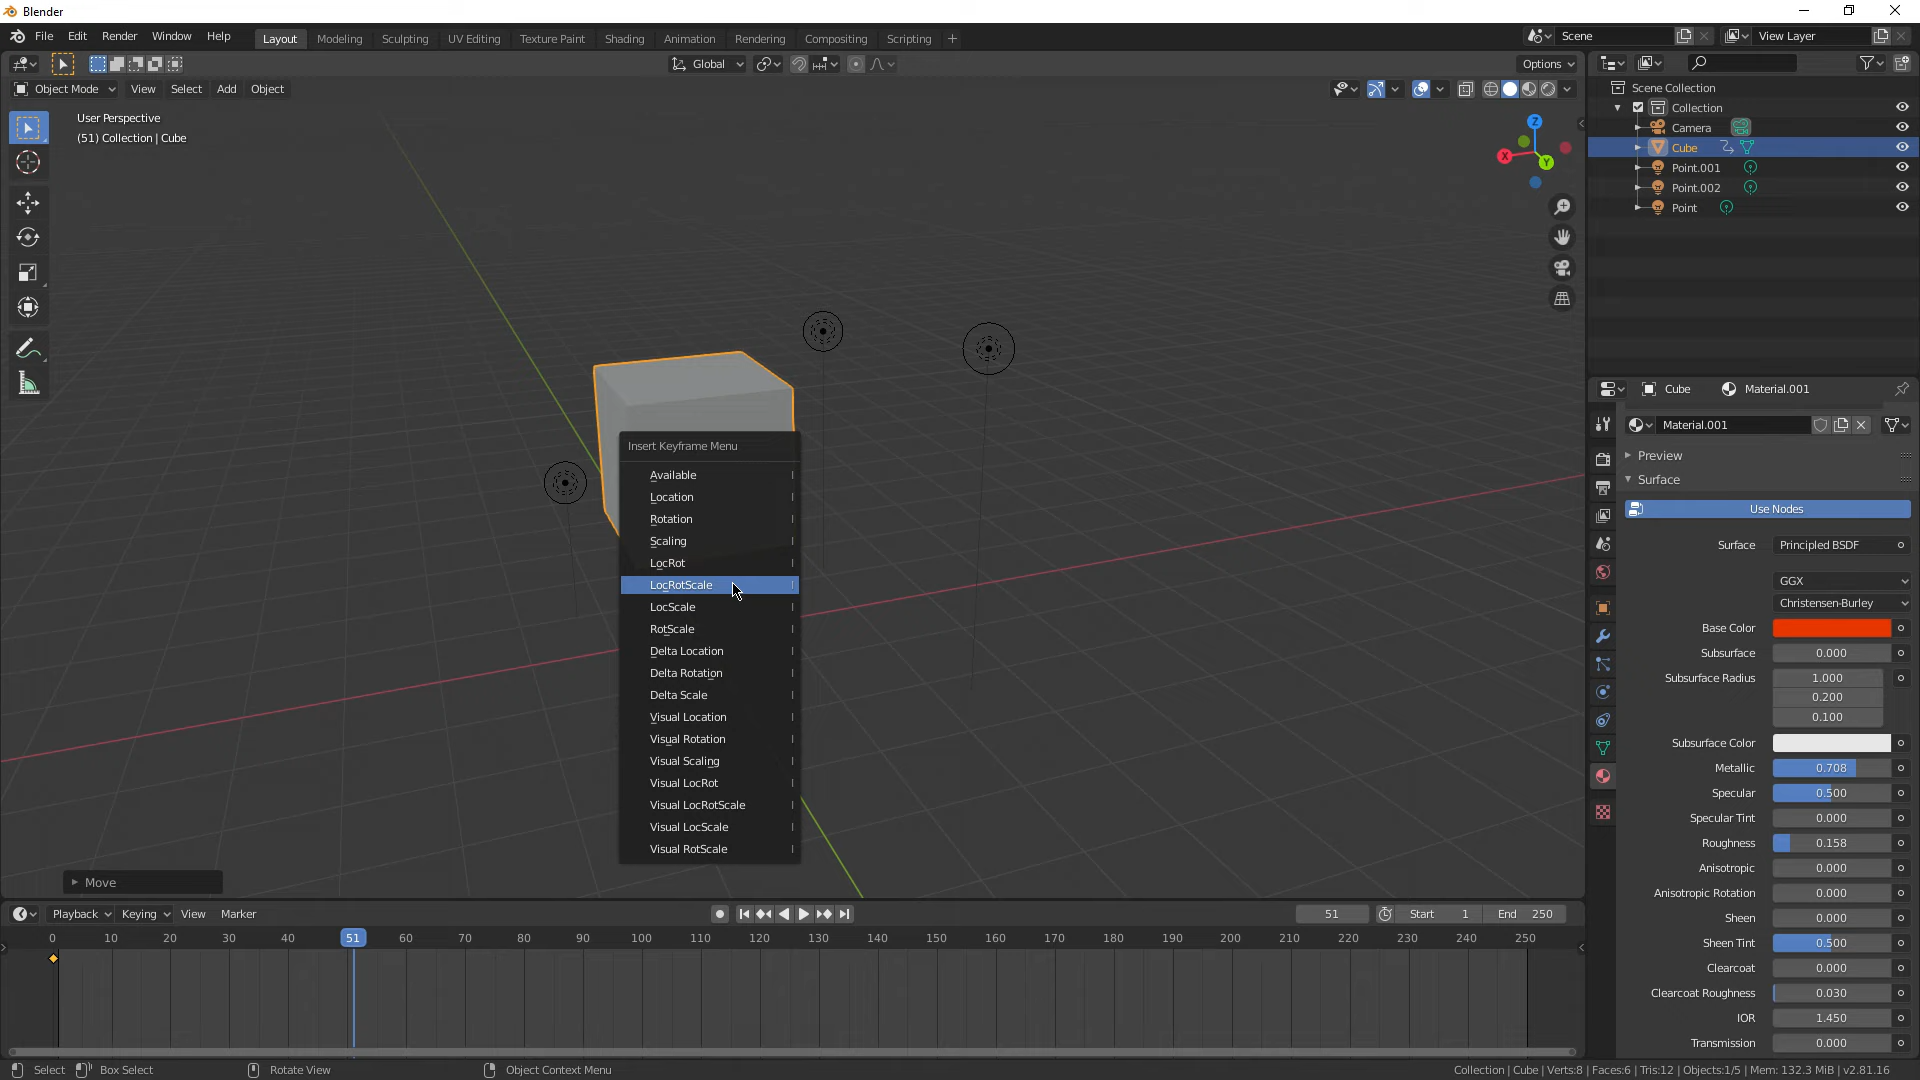 Blender
File Edit Render Window Help
Layout Modeling Sculpting UV Editing Texture Paint Shading Animation Rendering Compositing Scripting +
Scene
View Layer
Global
Options
Object Mode View Select Add Object
User Perspective
(51) Collection | Cube
Z
X
Y
Scene Collection
Collection
Camera
Cube
Point.001
Point.002
Point
Insert Keyframe Menu
Available I
Location I
Rotation I
Scaling I
LocRot I
LocRotScale I
LocScale I
RotScale I
Delta Location I
Delta Rotation I
Delta Scale I
Visual Location I
Visual Rotation I
Visual Scaling I
Visual LocRot I
Visual LocRotScale I
Visual LocScale I
Visual RotScale I
Cube Material.001
Material.001
Preview
Surface
Use Nodes
Surface Principled BSDF
GGX
Christensen-Burley
Base Color
Subsurface 0.000
Subsurface Radius 1.000
0.200
0.100
Subsurface Color
Metallic 0.708
Specular 0.500
Specular Tint 0.000
Roughness 0.158
Anisotropic 0.000
Anisotropic Rotation 0.000
Sheen 0.000
Sheen Tint 0.500
Clearcoat 0.000
Clearcoat Roughness 0.030
IOR 1.450
Transmission 0.000
Move
Playback Keying View Marker
51 Start 1 End 250
0 10 20 30 40 51 60 70 80 90 100 110 120 130 140 150 160 170 180 190 200 210 220 230 240 250
Select Box Select Rotate View Object Context Menu
Collection | Cube | Verts:8 | Faces:6 | Tris:12 | Objects:1/5 | Mem: 132.3 MiB | v2.81.16